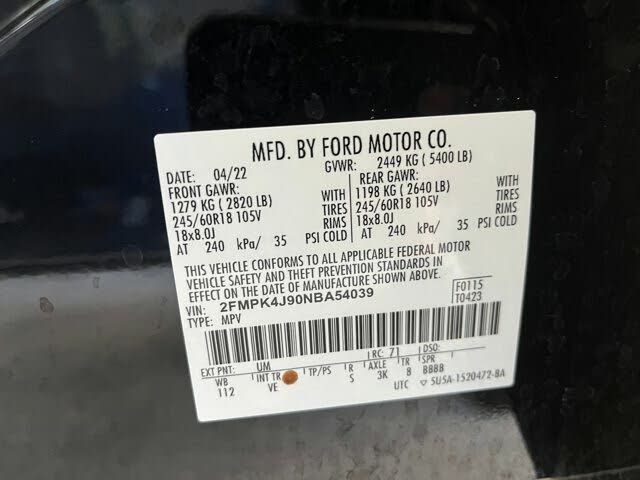 MFD. BY FORD MOTOR CO.
DATE: 04/22 GVWR: 2449 KG ( 5400 LB)
FRONT GAWR: REAR GAWR:
1279 KG ( 2820 LB) WITH 1198 KG ( 2640 LB) WITH
245/60R18 105V TIRES 245/60R18 105V TIRES
18x8.0J RIMS 18x8.0J RIMS
AT 240 kPa/ 35 PSI COLD AT 240 kPa/ 35 PSI COLD
THIS VEHICLE CONFORMS TO ALL APPLICABLE FEDERAL MOTOR
VEHICLE SAFETY AND THEFT PREVENTION STANDARDS IN
EFFECT ON THE DATE OF MANUFACTURE SHOWN ABOVE.
VIN: 2FMPK4J90NBA54039 F0115
TYPE: MPV T0423
EXT PNT: UM RC: 71 DSO:
WB INT TR TP/PS R AXLE TR SPR
112 VE S 3K 8 BBBB
UTC ▽ 5U5A-1520472-BA